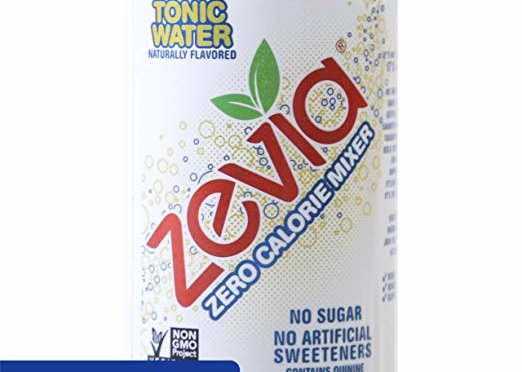 TONIC
WATER
NATURALLY FLAVORED
zevia®
ZERO CALORIE MIXER
NON
GMO
Project
NO SUGAR
NO ARTIFICIAL
SWEETENERS
CONTAINS QUININE